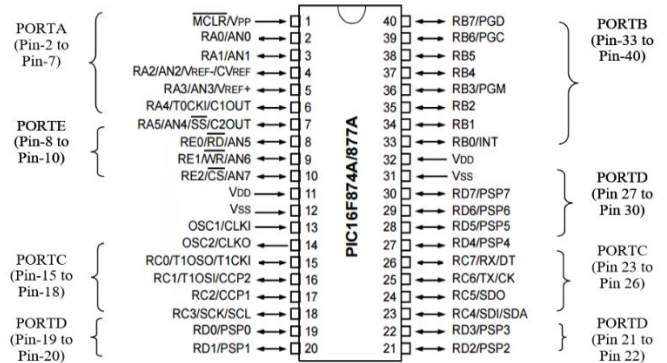 PORTA
(Pin-2 to
Pin-7)
PORTE
(Pin-8 to
Pin-10)
PORTC
(Pin-15 to
Pin-18)
PORTD
(Pin-19 to
Pin-20)
MCLR/VPP 1
RA0/AN0 2
RA1/AN1 3
RA2/AN2/VREF-/CVREF 4
RA3/AN3/VREF+ 5
RA4/T0CKI/C1OUT 6
RA5/AN4/SS/C2OUT 7
RE0/RD/AN5 8
RE1/WR/AN6 9
RE2/CS/AN7 10
VDD 11
VSS 12
OSC1/CLKI 13
OSC2/CLKO 14
RC0/T1OSO/T1CKI 15
RC1/T1OSI/CCP2 16
RC2/CCP1 17
RC3/SCK/SCL 18
RD0/PSP0 19
RD1/PSP1 20
PIC16F874A/877A
40 RB7/PGD
39 RB6/PGC
38 RB5
37 RB4
36 RB3/PGM
35 RB2
34 RB1
33 RB0/INT
32 VDD
31 VSS
30 RD7/PSP7
29 RD6/PSP6
28 RD5/PSP5
27 RD4/PSP4
26 RC7/RX/DT
25 RC6/TX/CK
24 RC5/SDO
23 RC4/SDI/SDA
22 RD3/PSP3
21 RD2/PSP2
PORTB
(Pin-33 to
Pin-40)
PORTD
(Pin 27 to
Pin 30)
PORTC
(Pin 23 to
Pin 26)
PORTD
(Pin 21 to
Pin 22)